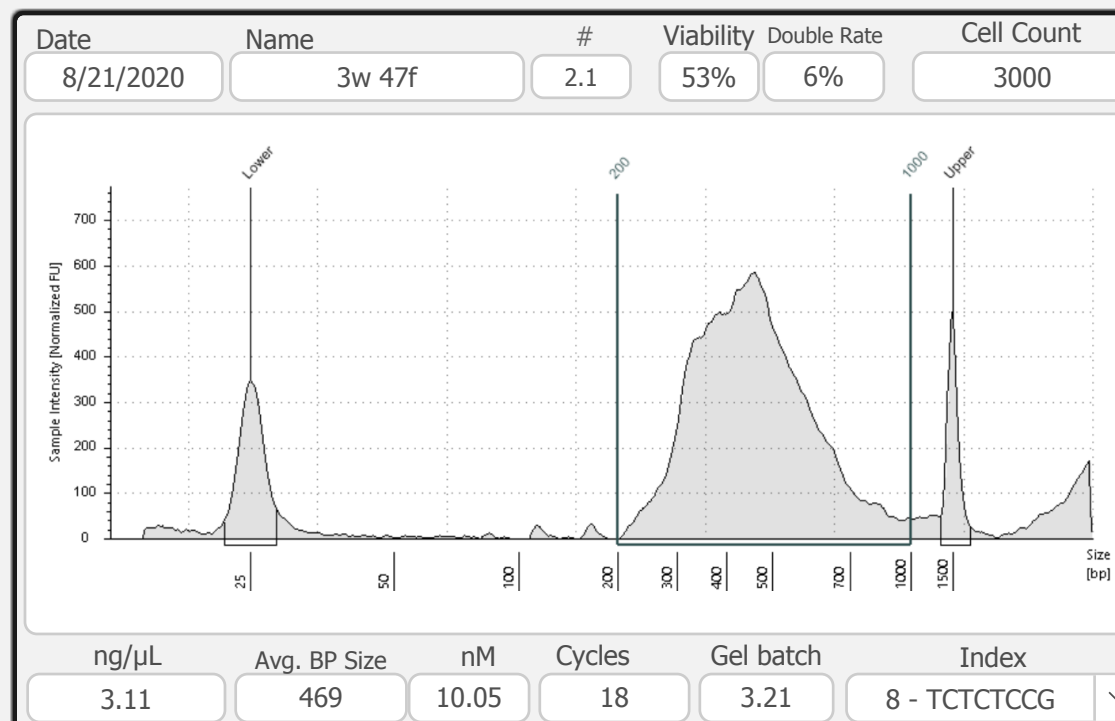 Date Name # Viability Double Rate Cell Count
8/21/2020 3w 47f 2.1 53% 6% 3000
Lower 200 1000 Upper
Sample Intensity [Normalized FU]
700
600
500
400
300
200
100
0
25 50 100 200 300 400 500 700 1000 1500
Size
[bp]
ng/µL Avg. BP Size nM Cycles Gel batch Index
3.11 469 10.05 18 3.21 8 - TCTCTCCG